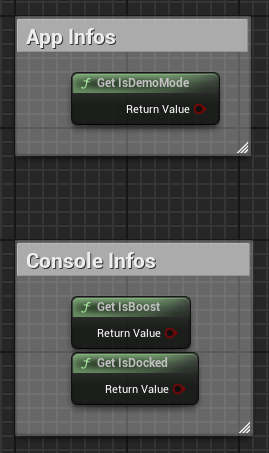 App Infos
Get IsDemoMode
Return Value
Console Infos
Get IsBoost
Return Value
Get IsDocked
Return Value